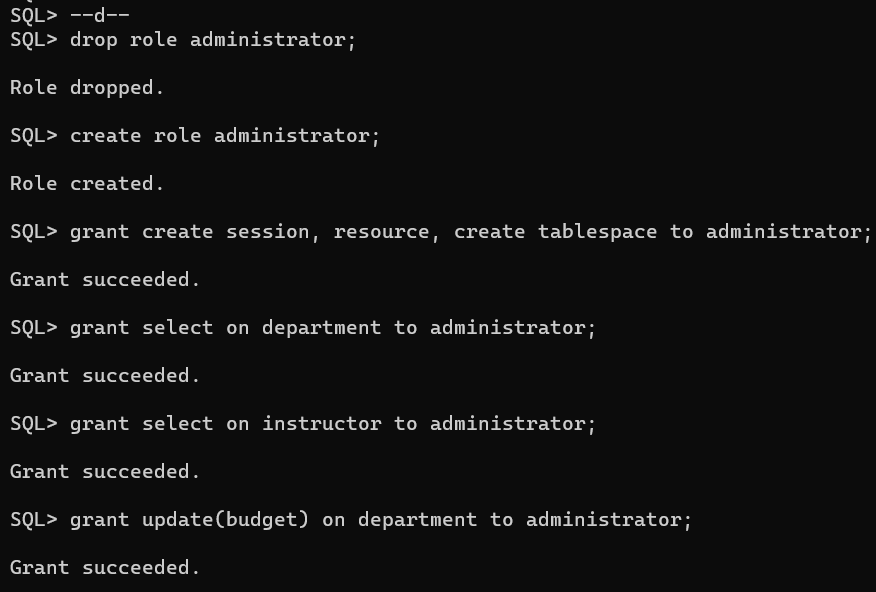 SQL> --d--
SQL> drop role administrator;
Role dropped.
SQL> create role administrator;
Role created.
SQL> grant create session, resource, create tablespace to administrator;
Grant succeeded.
SQL> grant select on department to administrator;
Grant succeeded.
SQL> grant select on instructor to administrator;
Grant succeeded.
SQL> grant update(budget) on department to administrator;
Grant succeeded.